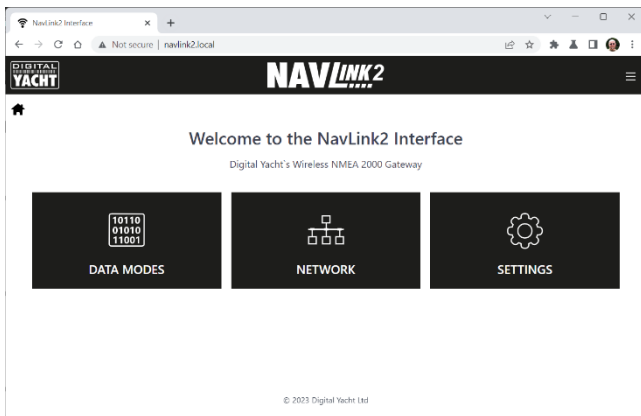 NavLink2 Interface
Not secure | navlink2.local
DIGITAL
YACHT
NAVLINK2
Welcome to the NavLink2 Interface
Digital Yacht`s Wireless NMEA 2000 Gateway
10110
01010
11001
DATA MODES
NETWORK
SETTINGS
© 2023 Digital Yacht Ltd